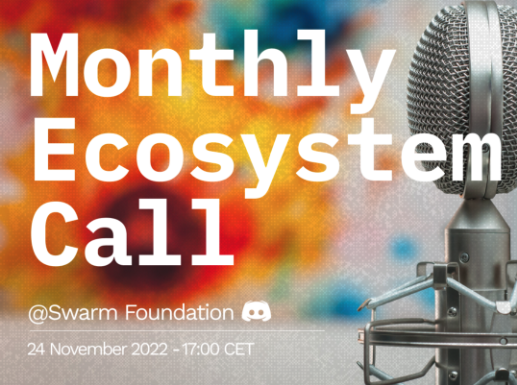 Monthly
Ecosystem
Call
@Swarm Foundation
24 November 2022 - 17:00 CET